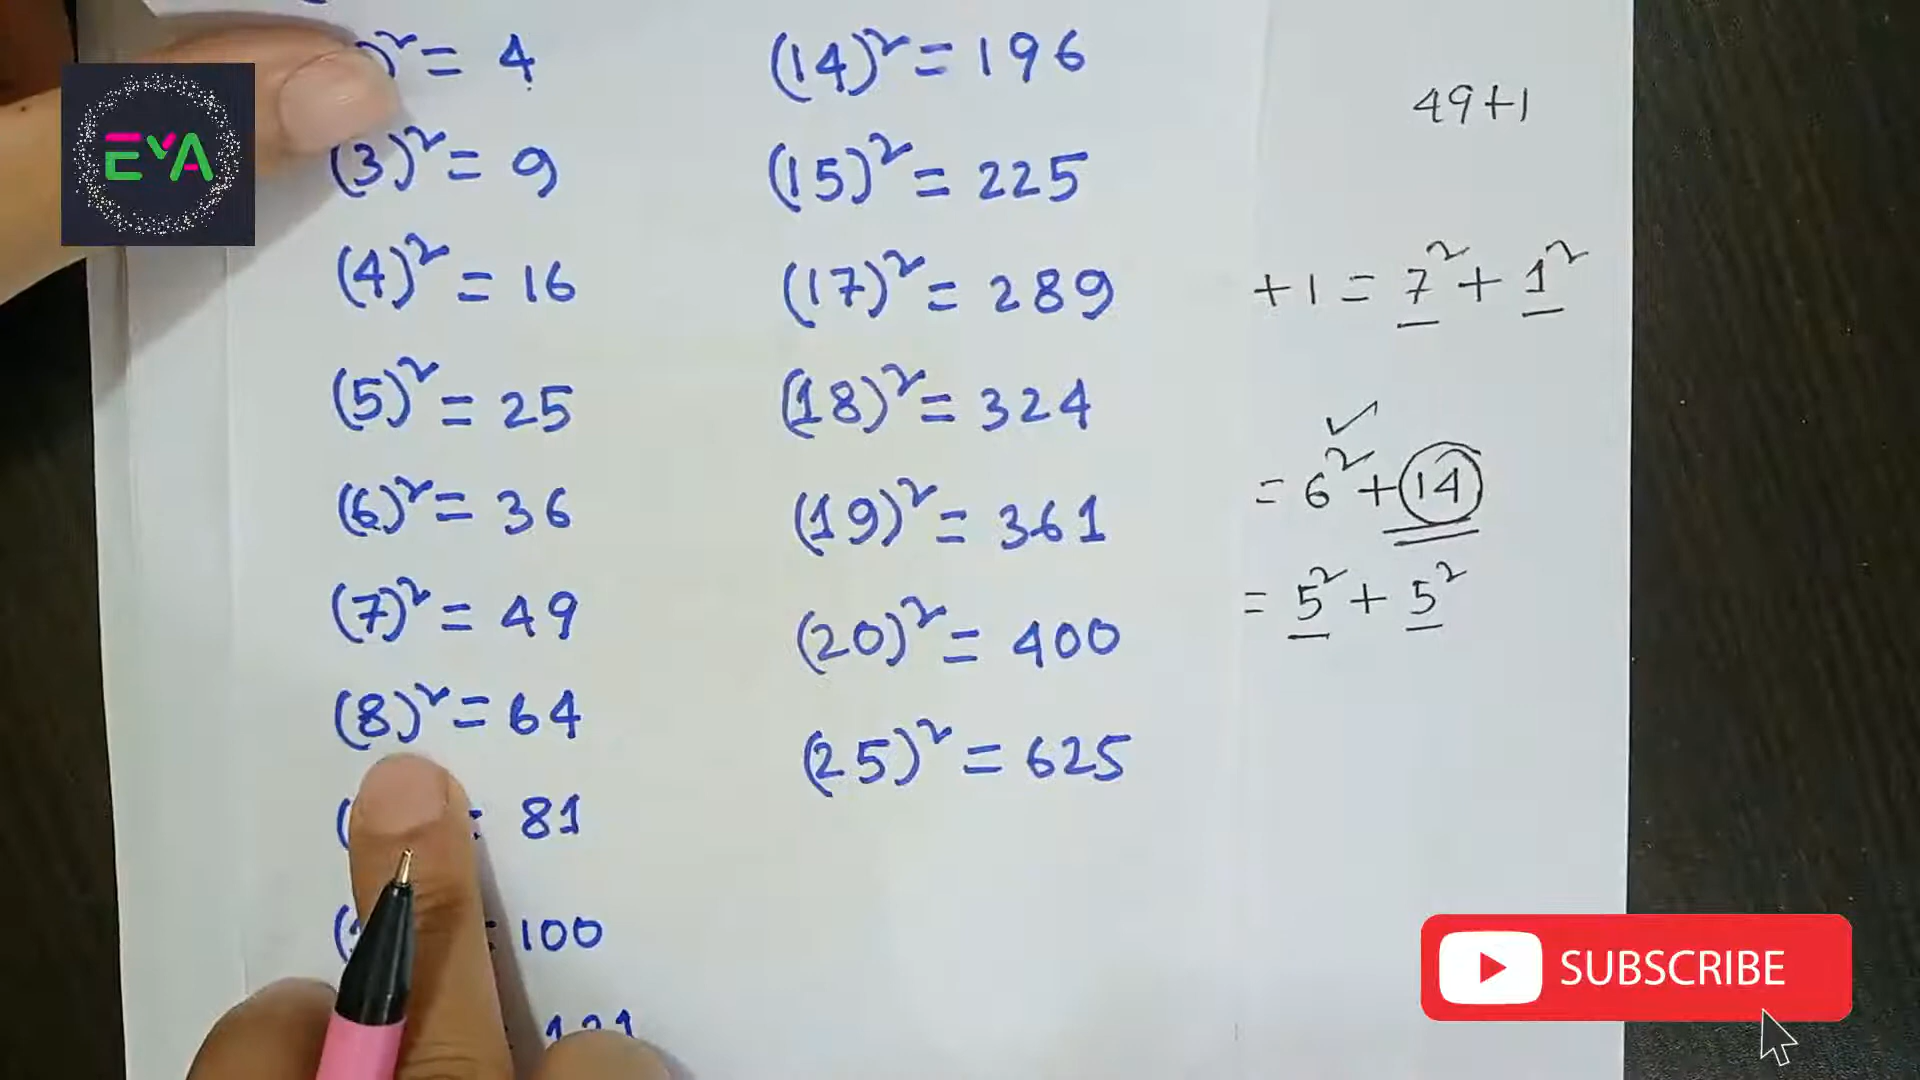 )² = 4
(3)² = 9
(4)² = 16
(5)² = 25
(6)² = 36
(7)² = 49
(8)² = 64
( = 81
( = 100
(14)² = 196
(15)² = 225
(17)² = 289
(18)² = 324
(19)² = 361
(20)² = 400
(25)² = 625
49+1
+1 = 7² + 1²
= 6² + 14
= 5² + 5²
EYA
SUBSCRIBE